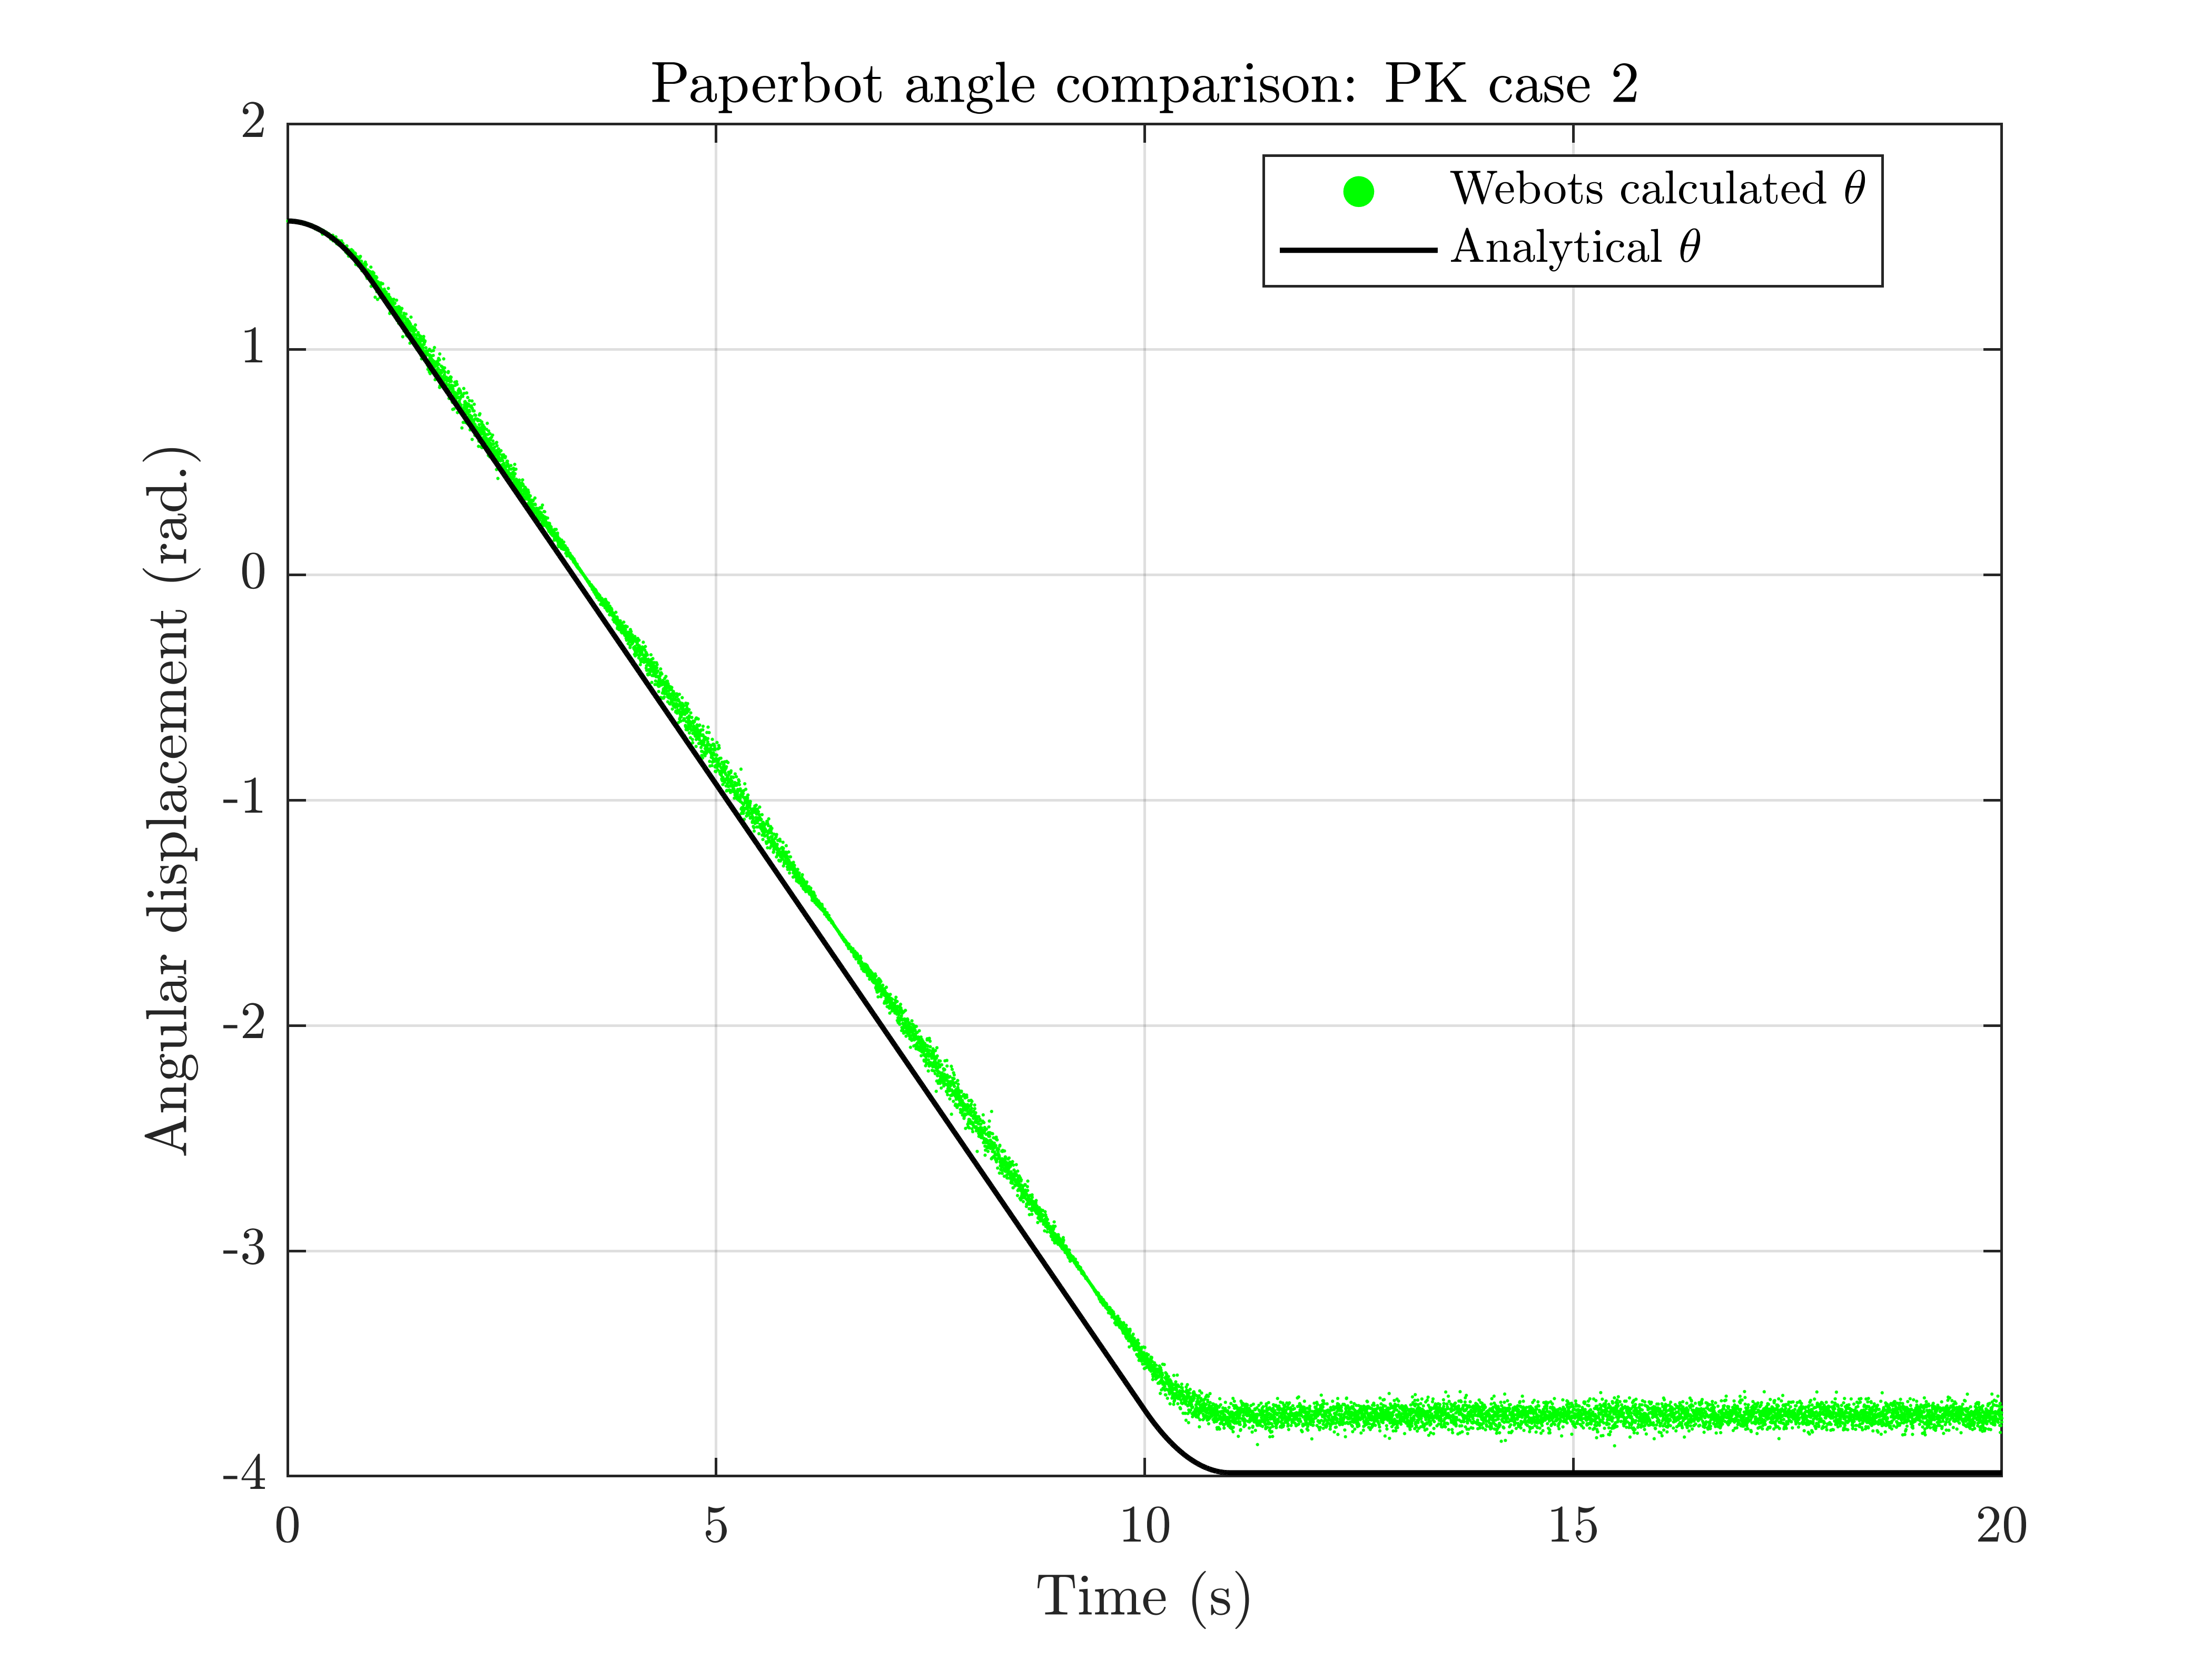 Paperbot angle comparison: PK case 2
Webots calculated θ
Analytical θ
2
1
0
-1
-2
-3
-4
Angular displacement (rad.)
0 5 10 15 20
Time (s)